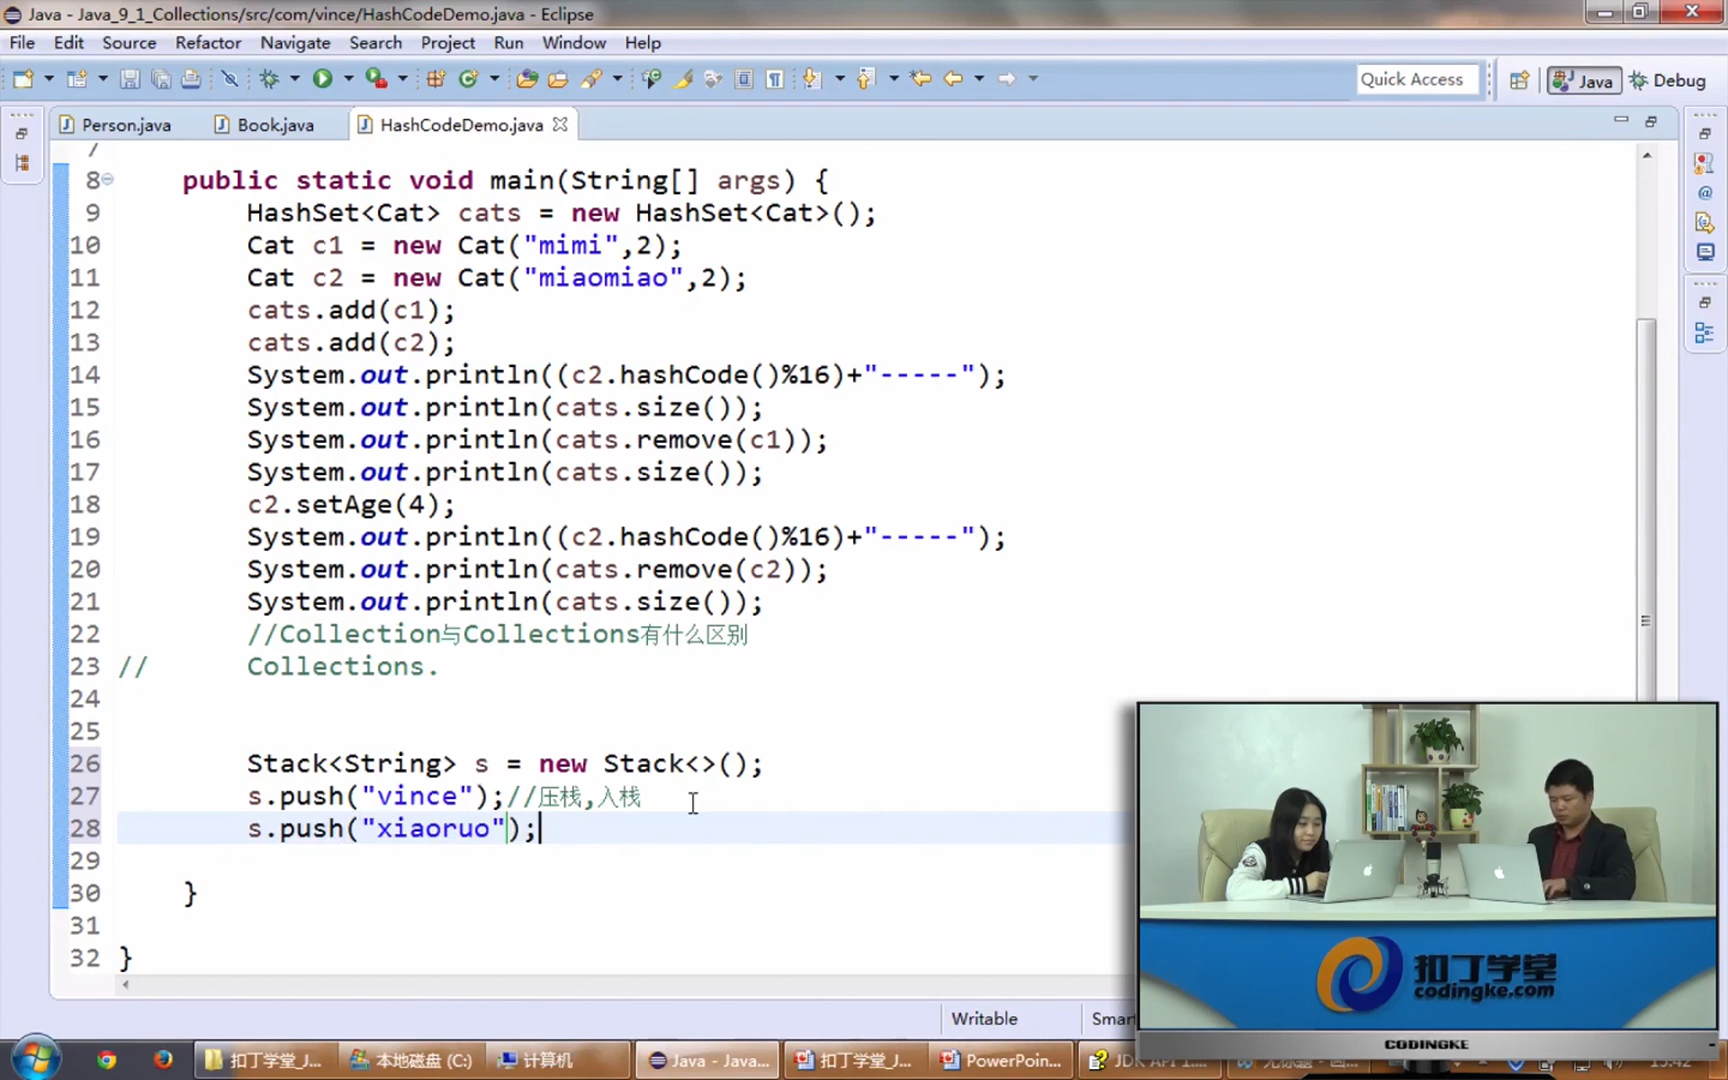 Java - Java_9_1_Collections/src/com/vince/HashCodeDemo.java - Eclipse
File Edit Source Refactor Navigate Search Project Run Window Help
Quick Access Java Debug
Person.java Book.java HashCodeDemo.java
7
8 public static void main(String[] args) {
9 HashSet<Cat> cats = new HashSet<Cat>();
10 Cat c1 = new Cat("mimi",2);
11 Cat c2 = new Cat("miaomiao",2);
12 cats.add(c1);
13 cats.add(c2);
14 System.out.println((c2.hashCode()%16)+"-----");
15 System.out.println(cats.size());
16 System.out.println(cats.remove(c1));
17 System.out.println(cats.size());
18 c2.setAge(4);
19 System.out.println((c2.hashCode()%16)+"-----");
20 System.out.println(cats.remove(c2));
21 System.out.println(cats.size());
22 //Collection与Collections有什么区别
23 // Collections.
24
25
26 Stack<String> s = new Stack<>();
27 s.push("vince");//压栈,入栈
28 s.push("xiaoruo");
29
30 }
31
32 }
扣丁学堂
codingke.com
CODINGKE
Writable Smar
扣丁学堂_J... 本地磁盘 (C:) 计算机 Java - Java... 扣丁学堂_J... PowerPoin... JDK API 1....